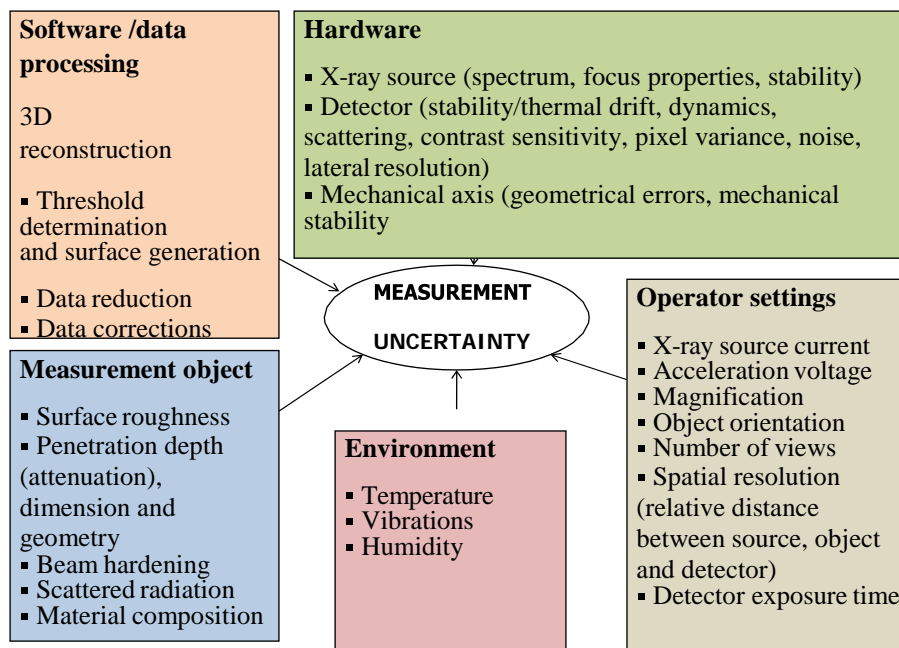 Software /data
processing
3D
reconstruction
▪ Threshold
determination
and surface generation
▪ Data reduction
▪ Data corrections
Hardware
▪ X-ray source (spectrum, focus properties, stability)
▪ Detector (stability/thermal drift, dynamics,
scattering, contrast sensitivity, pixel variance, noise,
lateral resolution)
▪ Mechanical axis (geometrical errors, mechanical
stability
MEASUREMENT
UNCERTAINTY
Measurement object
▪ Surface roughness
▪ Penetration depth
(attenuation),
dimension and
geometry
▪ Beam hardening
▪ Scattered radiation
▪ Material composition
Environment
▪ Temperature
▪ Vibrations
▪ Humidity
Operator settings
▪ X-ray source current
▪ Acceleration voltage
▪ Magnification
▪ Object orientation
▪ Number of views
▪ Spatial resolution
(relative distance
between source, object
and detector)
▪ Detector exposure time